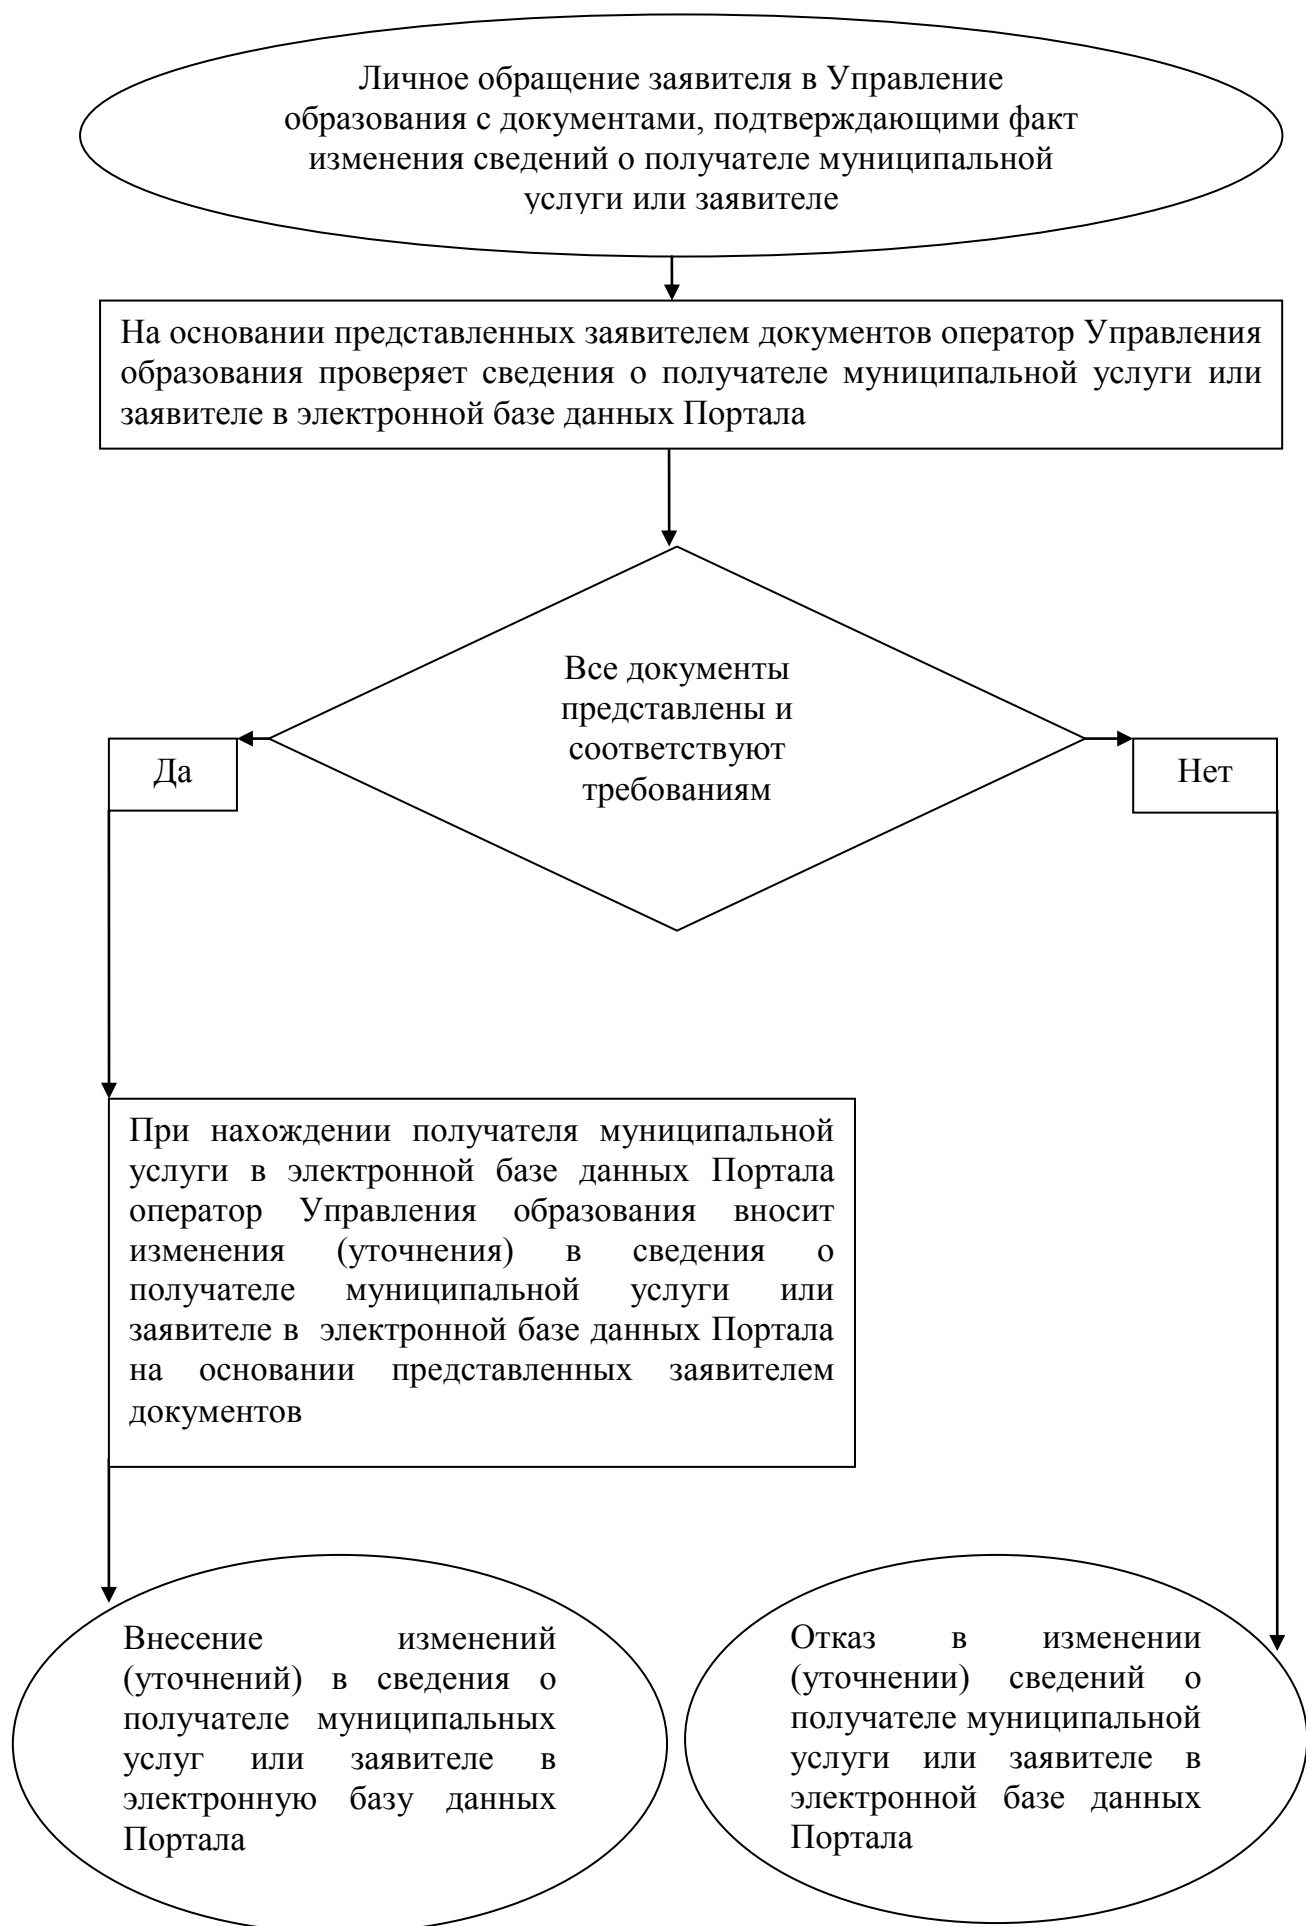 Личное обращение заявителя в Управление
образования с документами, подтверждающими факт
изменения сведений о получателе муниципальной
услуги или заявителе
На основании представленных заявителем документов оператор Управления
образования проверяет сведения о получателе муниципальной услуги или
заявителе в электронной базе данных Портала
Все документы
представлены и
соответствуют
требованиям
Да
Нет
При нахождении получателя муниципальной
услуги в электронной базе данных Портала
оператор Управления образования вносит
изменения (уточнения) в сведения о
получателе муниципальной услуги или
заявителе в электронной базе данных Портала
на основании представленных заявителем
документов
Внесение изменений
(уточнений) в сведения о
получателе муниципальных
услуг или заявителе в
электронную базу данных
Портала
Отказ в изменении
(уточнении) сведений о
получателе муниципальной
услуги или заявителе в
электронной базе данных
Портала